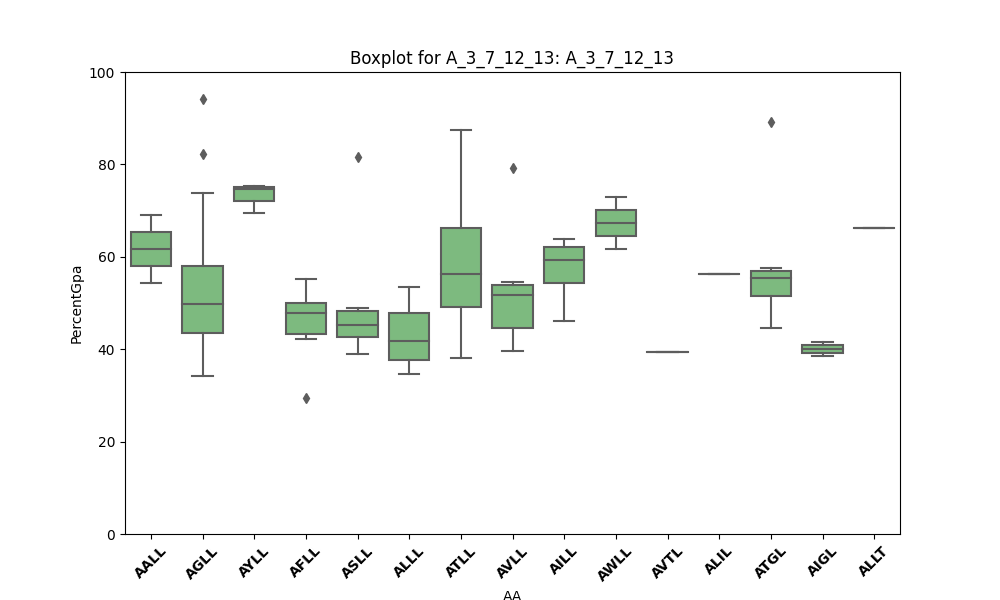 Boxplot for A_3_7_12_13: A_3_7_12_13
PercentGpa
100
80
60
40
20
0
AALL AGLL AYLL AFLL ASLL ALLL ATLL AVLL AILL AWLL AVTL ALIL ATGL AIGL ALLT
AA